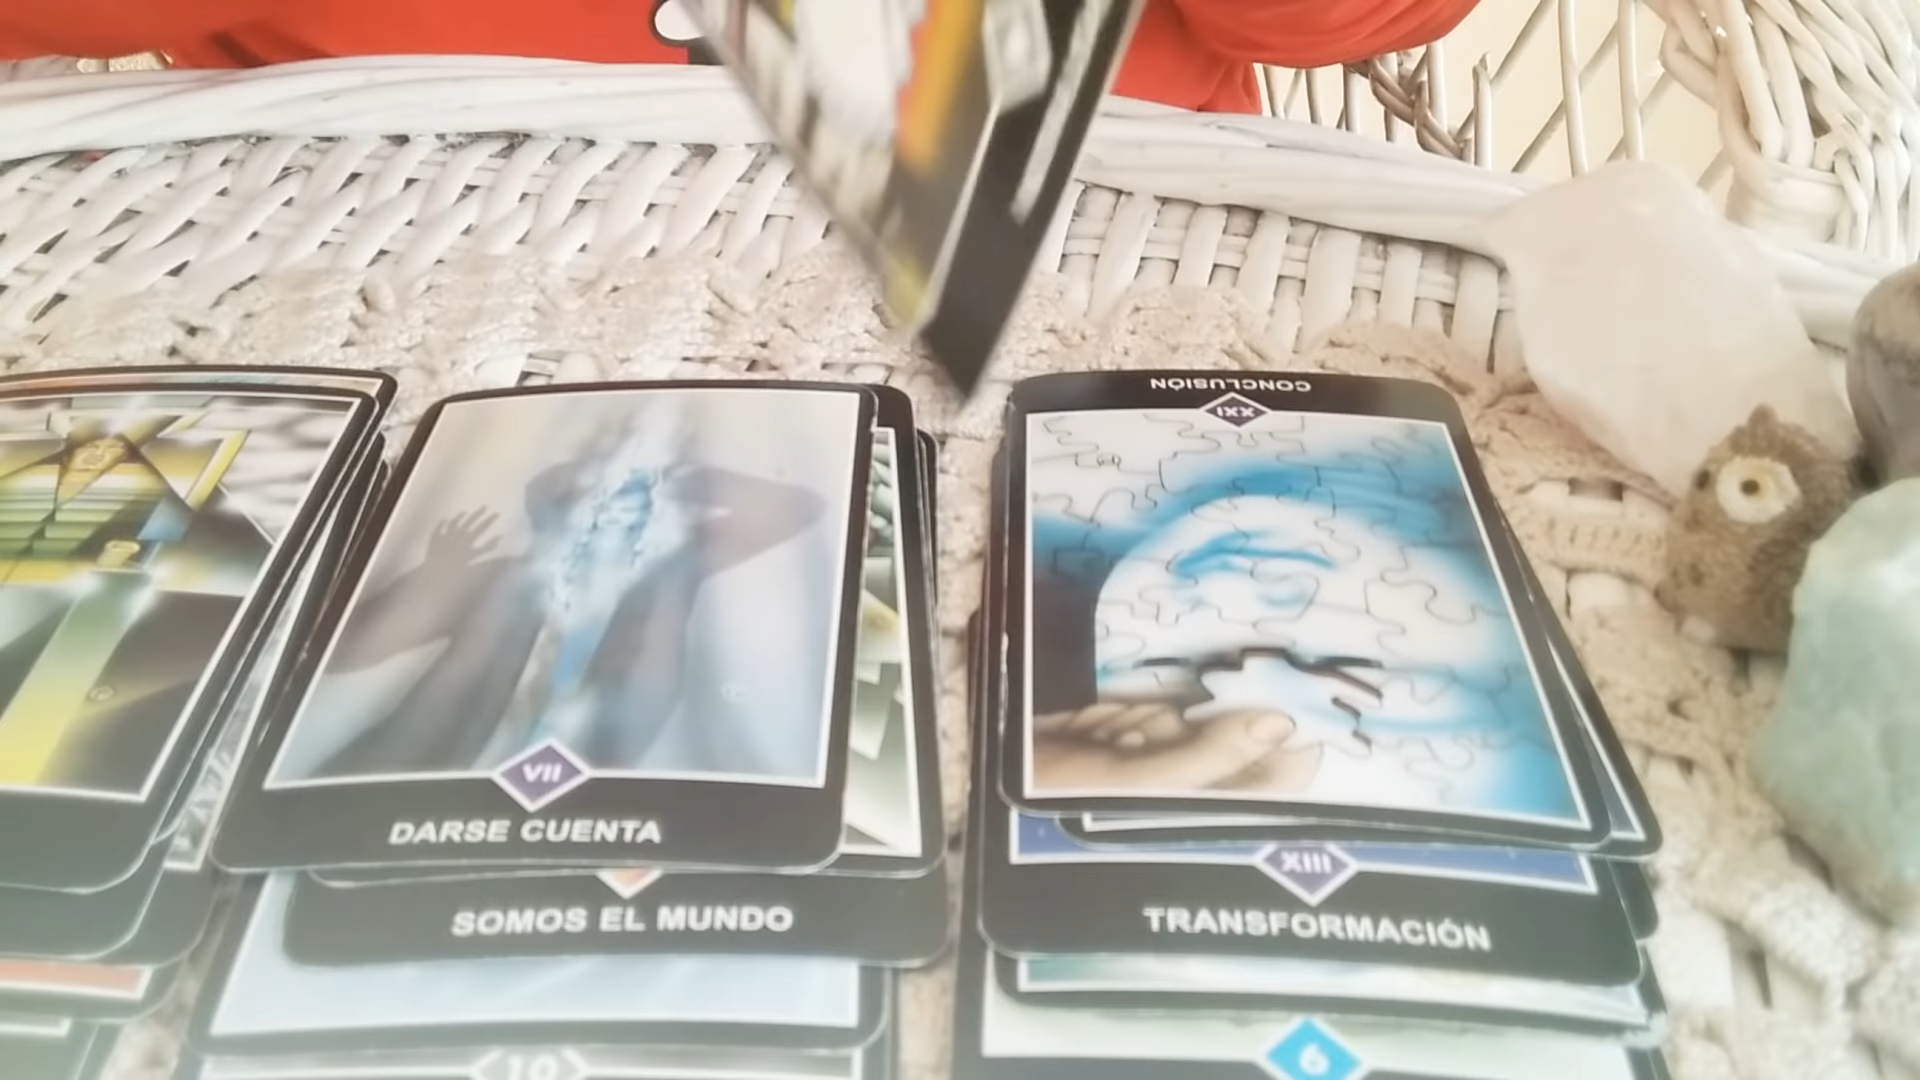 CONCLUSIÓN
XXI
VII
DARSE CUENTA
XIII
SOMOS EL MUNDO
TRANSFORMACIÓN
10
6